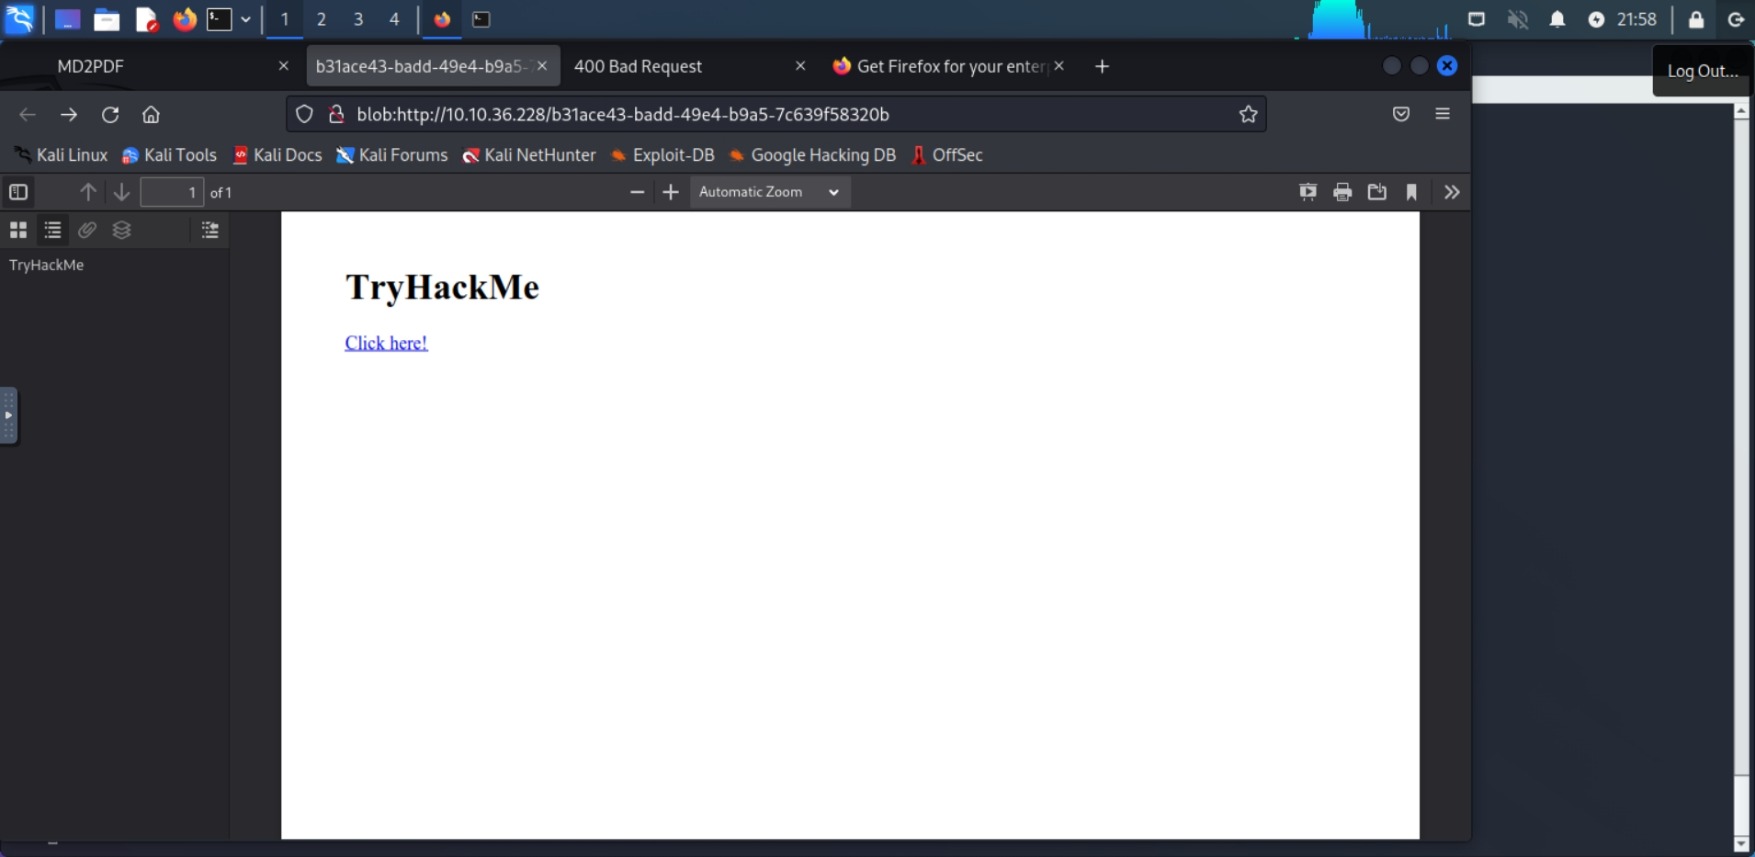 1 2 3 4 21:58
Log Out...
MD2PDF b31ace43-badd-49e4-b9a5- 400 Bad Request Get Firefox for your enter
blob:http://10.10.36.228/b31ace43-badd-49e4-b9a5-7c639f58320b
Kali Linux Kali Tools Kali Docs Kali Forums Kali NetHunter Exploit-DB Google Hacking DB OffSec
1 of 1 Automatic Zoom
TryHackMe
TryHackMe
Click here!